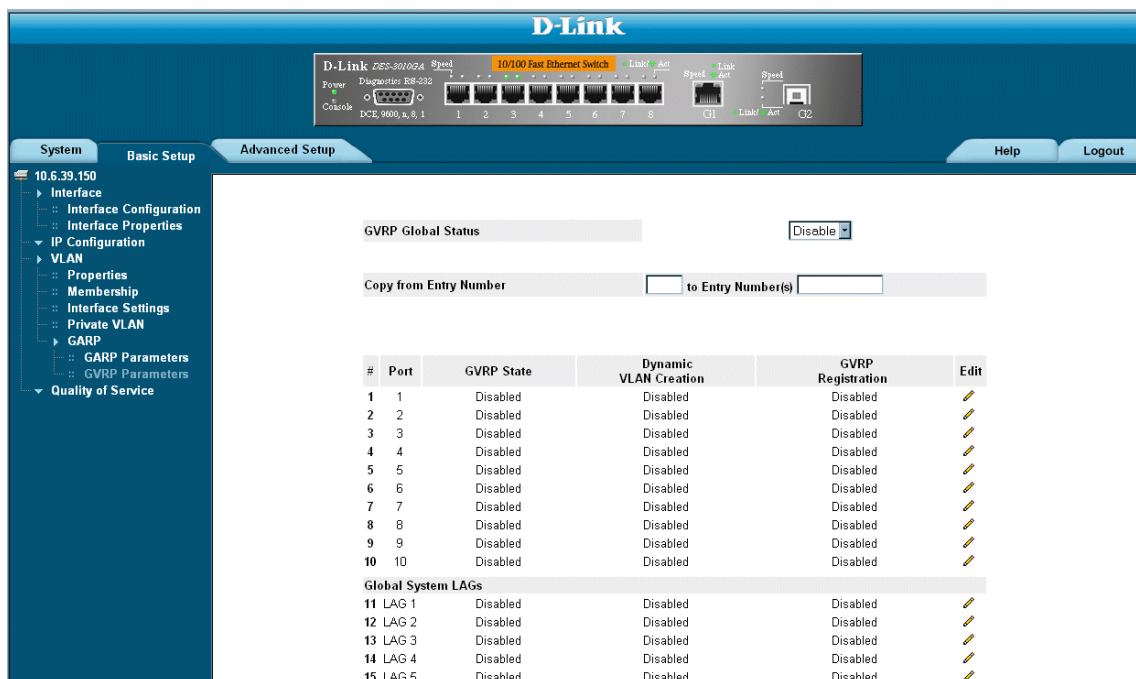 D-Link
D-Link DES-3010GA Speed 10/100 Fast Ethernet Switch Link/ Act
Power Diagnostics RS-232
Console
DCE, 9600, n, 8, 1 1 2 3 4 5 6 7 8
Speed Link Act
G1
Speed
Link/ Act G2
System Basic Setup Advanced Setup Help Logout
10.6.39.150
Interface
Interface Configuration
Interface Properties
IP Configuration
VLAN
Properties
Membership
Interface Settings
Private VLAN
GARP
GARP Parameters
GVRP Parameters
Quality of Service
GVRP Global Status Disable
Copy from Entry Number to Entry Number(s)
# Port GVRP State Dynamic VLAN Creation GVRP Registration Edit
1 1 Disabled Disabled Disabled
2 2 Disabled Disabled Disabled
3 3 Disabled Disabled Disabled
4 4 Disabled Disabled Disabled
5 5 Disabled Disabled Disabled
6 6 Disabled Disabled Disabled
7 7 Disabled Disabled Disabled
8 8 Disabled Disabled Disabled
9 9 Disabled Disabled Disabled
10 10 Disabled Disabled Disabled
Global System LAGs
11 LAG 1 Disabled Disabled Disabled
12 LAG 2 Disabled Disabled Disabled
13 LAG 3 Disabled Disabled Disabled
14 LAG 4 Disabled Disabled Disabled
15 LAG 5 Disabled Disabled Disabled